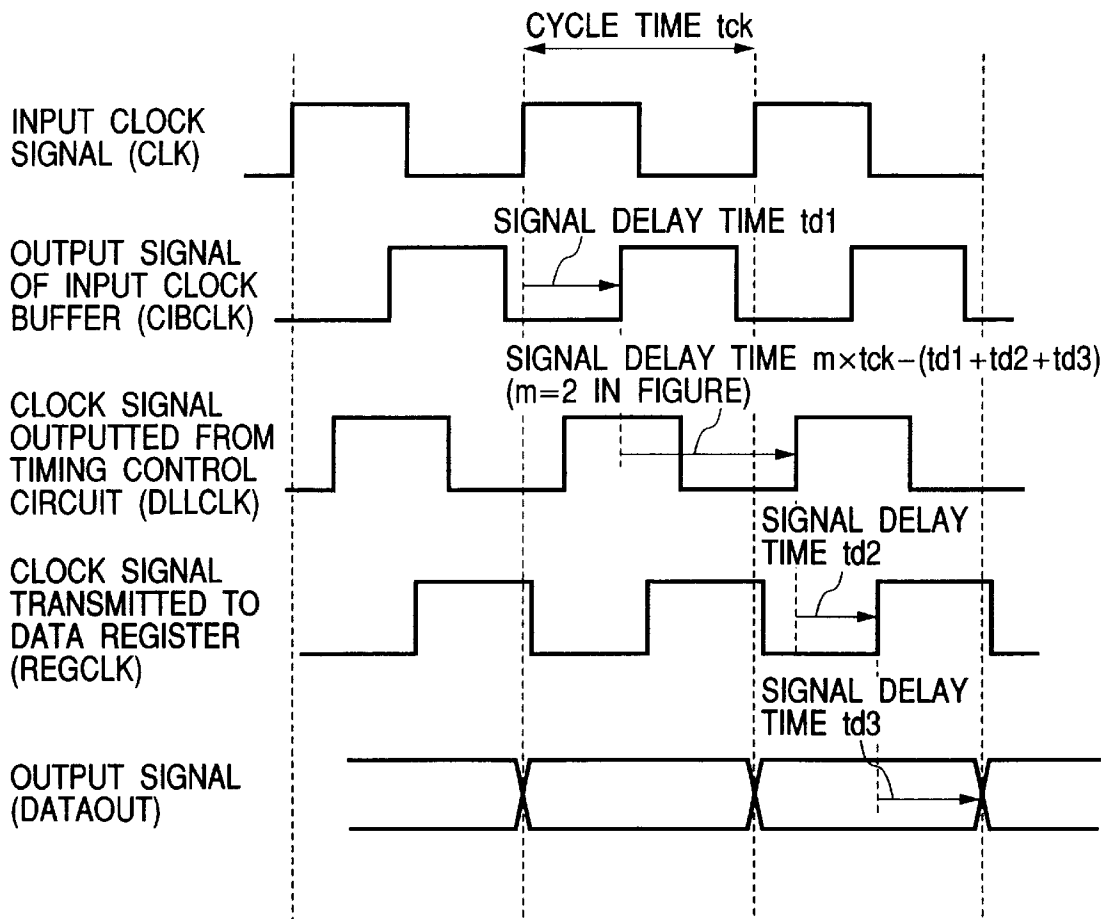 CYCLE TIME tck
INPUT CLOCK
SIGNAL (CLK)
SIGNAL DELAY TIME td1
OUTPUT SIGNAL
OF INPUT CLOCK
BUFFER (CIBCLK)
SIGNAL DELAY TIME m×tck−(td1+td2+td3)
(m=2 IN FIGURE)
CLOCK SIGNAL
OUTPUTTED FROM
TIMING CONTROL
CIRCUIT (DLLCLK)
SIGNAL DELAY
TIME td2
CLOCK SIGNAL
TRANSMITTED TO
DATA REGISTER
(REGCLK)
SIGNAL DELAY
TIME td3
OUTPUT SIGNAL
(DATAOUT)